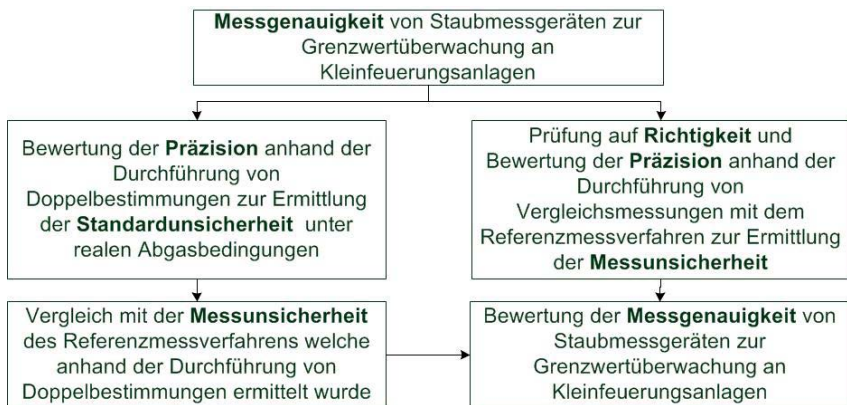 Messgenauigkeit von Staubmessgeräten zur
Grenzwertüberwachung an
Kleinfeuerungsanlagen
Bewertung der Präzision anhand der
Durchführung von
Doppelbestimmungen zur Ermittlung
der Standardunsicherheit unter
realen Abgasbedingungen
Prüfung auf Richtigkeit und
Bewertung der Präzision anhand der
Durchführung von
Vergleichsmessungen mit dem
Referenzmessverfahren zur Ermittlung
der Messunsicherheit
Vergleich mit der Messunsicherheit
des Referenzmessverfahrens welche
anhand der Durchführung von
Doppelbestimmungen ermittelt wurde
Bewertung der Messgenauigkeit von
Staubmessgeräten zur
Grenzwertüberwachung an
Kleinfeuerungsanlagen